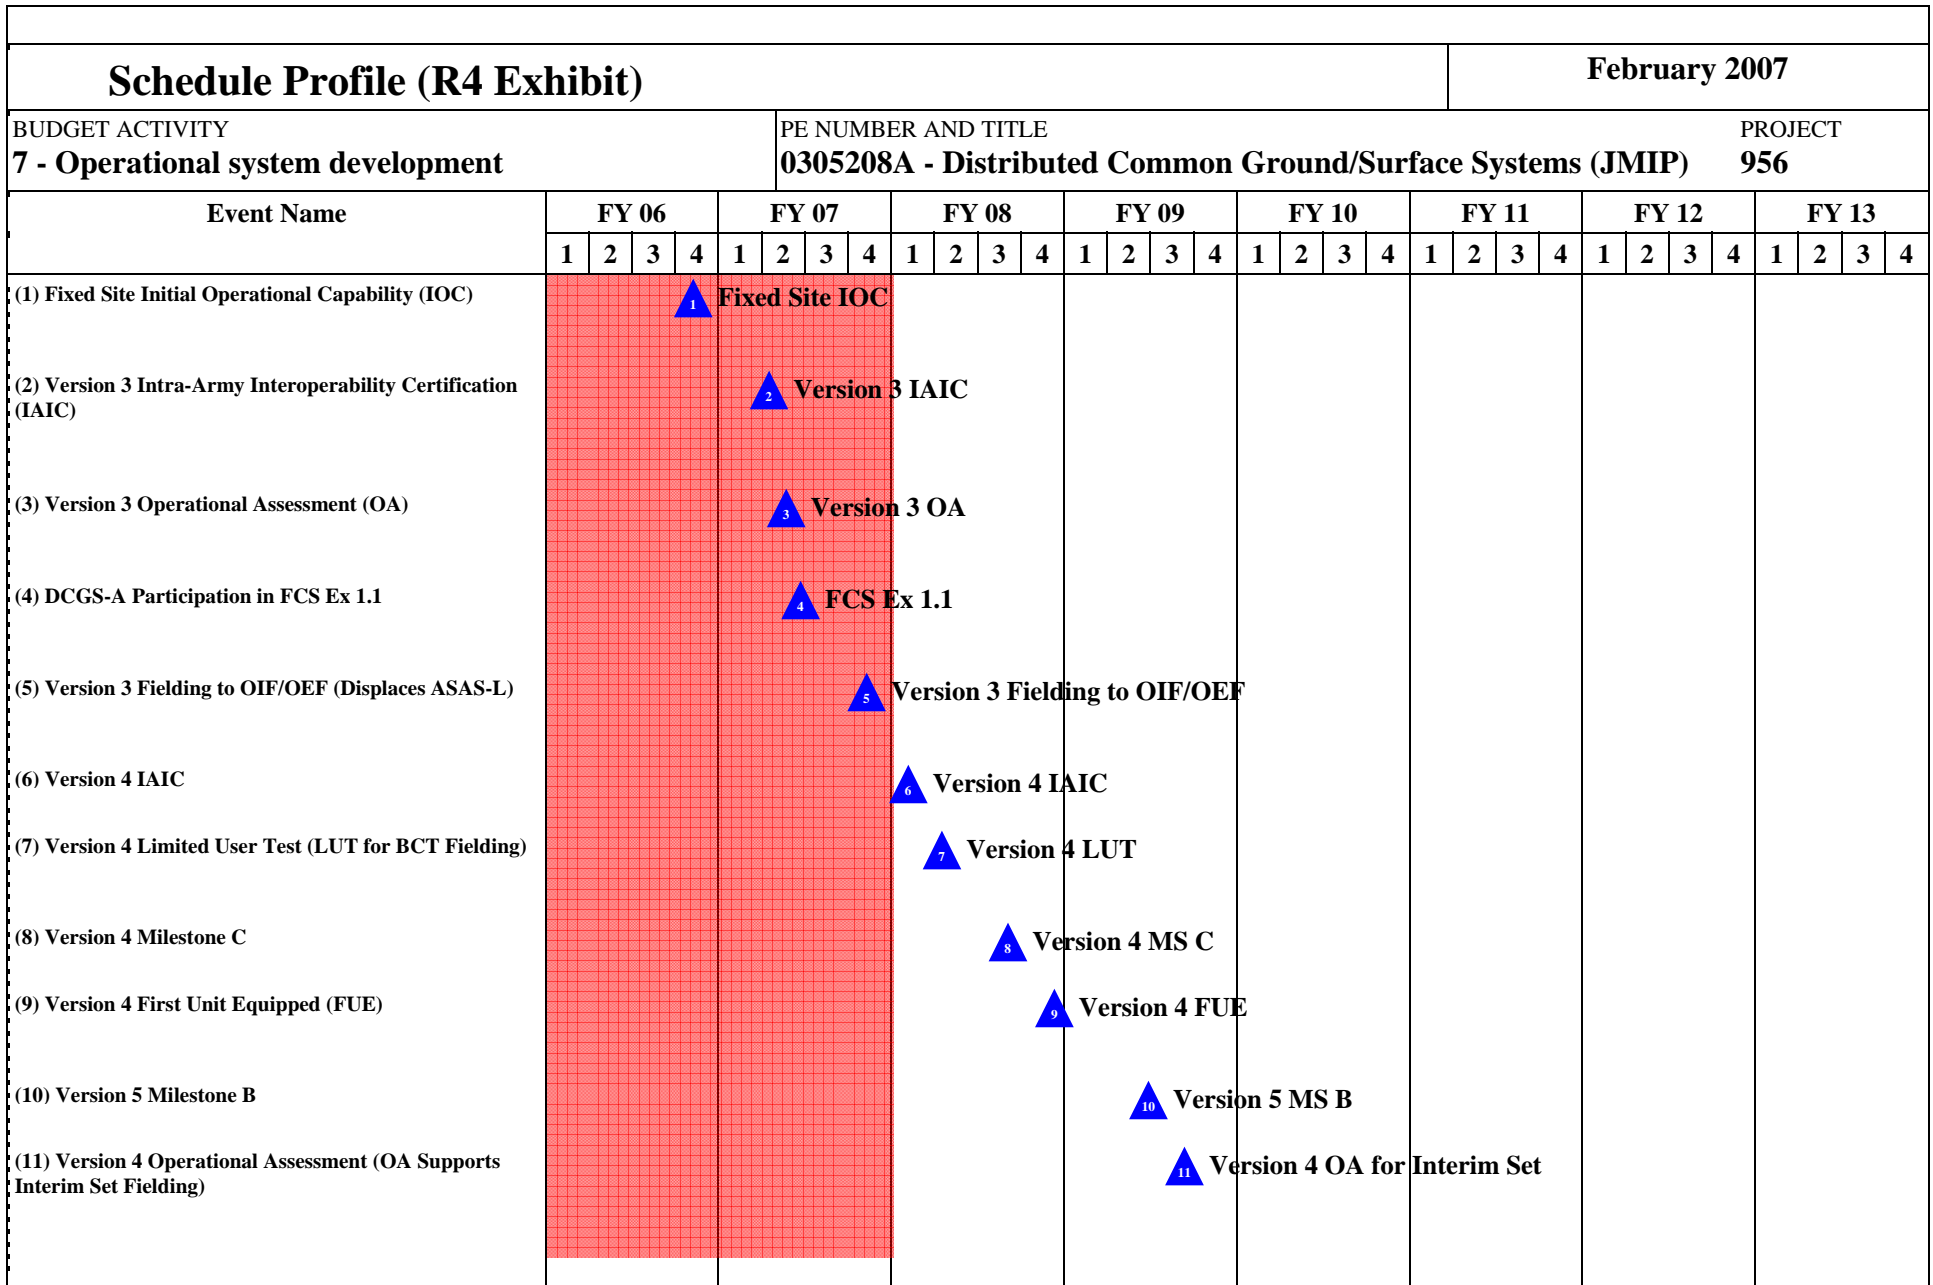 Schedule Profile (R4 Exhibit)
February 2007
BUDGET ACTIVITY
7 - Operational system development
PE NUMBER AND TITLE
0305208A - Distributed Common Ground/Surface Systems (JMIP)
PROJECT
956
Event Name
FY 06 FY 07 FY 08 FY 09 FY 10 FY 11 FY 12 FY 13
1 2 3 4 1 2 3 4 1 2 3 4 1 2 3 4 1 2 3 4 1 2 3 4 1 2 3 4 1 2 3 4
(1) Fixed Site Initial Operational Capability (IOC)
1 Fixed Site IOC
(2) Version 3 Intra-Army Interoperability Certification
(IAIC)
2 Version 3 IAIC
(3) Version 3 Operational Assessment (OA)
3 Version 3 OA
(4) DCGS-A Participation in FCS Ex 1.1
4 FCS Ex 1.1
(5) Version 3 Fielding to OIF/OEF (Displaces ASAS-L)
5 Version 3 Fielding to OIF/OEF
(6) Version 4 IAIC
6 Version 4 IAIC
(7) Version 4 Limited User Test (LUT for BCT Fielding)
7 Version 4 LUT
(8) Version 4 Milestone C
8 Version 4 MS C
(9) Version 4 First Unit Equipped (FUE)
9 Version 4 FUE
(10) Version 5 Milestone B
10 Version 5 MS B
(11) Version 4 Operational Assessment (OA Supports
Interim Set Fielding)
11 Version 4 OA for Interim Set